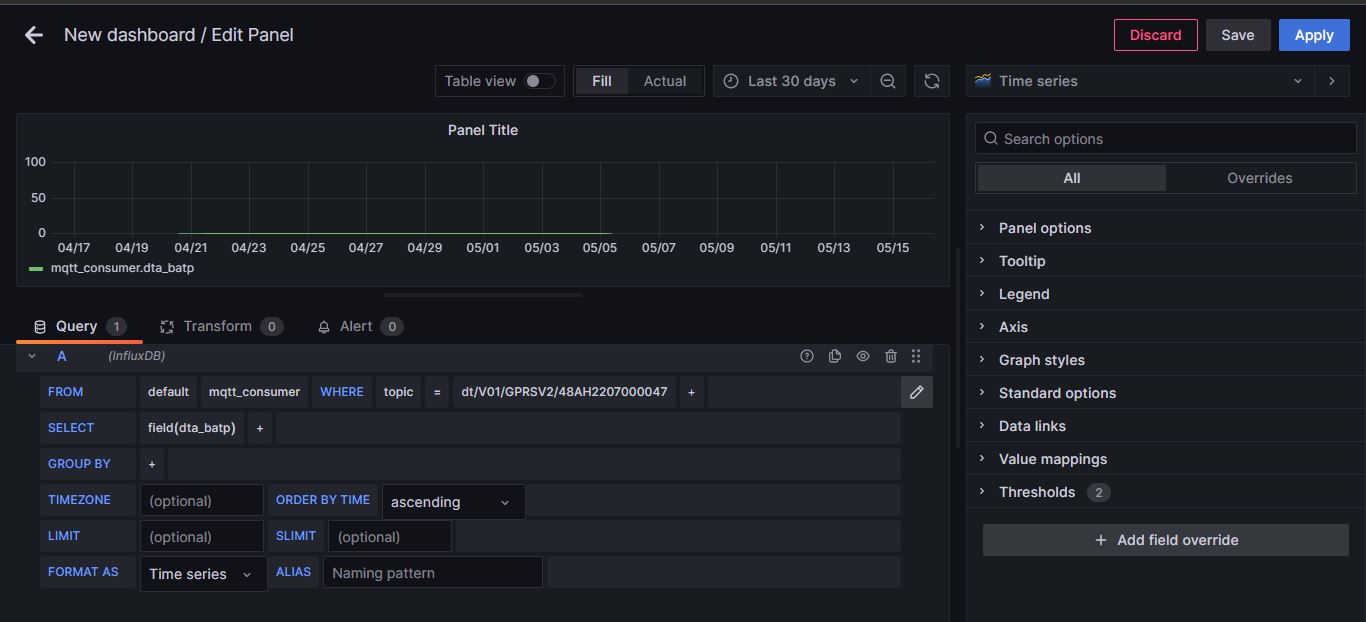 New dashboard / Edit Panel
Discard Save Apply
Table view Fill Actual Last 30 days Time series
Panel Title
100
50
0
04/17 04/19 04/21 04/23 04/25 04/27 04/29 05/01 05/03 05/05 05/07 05/09 05/11 05/13 05/15
mqtt_consumer.dta_batp
Query 1 Transform 0 Alert 0
A (InfluxDB)
FROM default mqtt_consumer WHERE topic = dt/V01/GPRSV2/48AH2207000047 +
SELECT field(dta_batp) +
GROUP BY +
TIMEZONE (optional) ORDER BY TIME ascending
LIMIT (optional) SLIMIT (optional)
FORMAT AS Time series ALIAS Naming pattern
Search options
All Overrides
Panel options
Tooltip
Legend
Axis
Graph styles
Standard options
Data links
Value mappings
Thresholds 2
+ Add field override